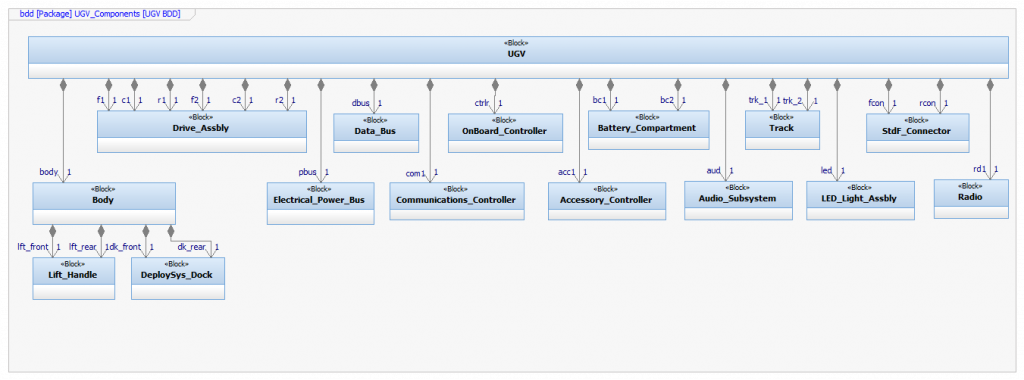 bdd [Package] UGV_Components [UGV BDD]
«Block»
UGV
f1 1 c1 1 r1 1 f2 1 c2 1 r2 1 dbus 1 ctrlr 1 bc1 1 bc2 1 trk_1 1 trk_2 1 fcon 1 rcon 1
«Block»
Drive_Assbly
«Block»
Data_Bus
«Block»
OnBoard_Controller
«Block»
Battery_Compartment
«Block»
Track
«Block»
StdF_Connector
body 1 pbus 1 com1 1 acc1 1 aud 1 led 1 rd1 1
«Block»
Body
«Block»
Electrical_Power_Bus
«Block»
Communications_Controller
«Block»
Accessory_Controller
«Block»
Audio_Subsystem
«Block»
LED_Light_Assbly
«Block»
Radio
lft_front 1 lft_rear 1 dk_front 1 dk_rear 1
«Block»
Lift_Handle
«Block»
DeploySys_Dock